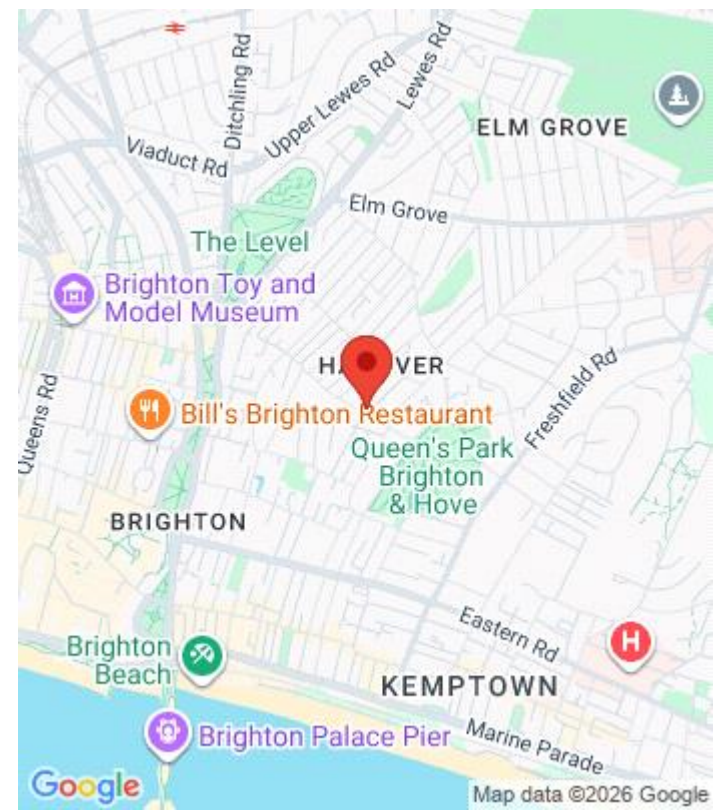 Ditchling Rd
Upper Lewes Rd
Lewes Rd
ELM GROVE
Viaduct Rd
Elm Grove
The Level
Brighton Toy and
Model Museum
H
VER
Freshfield Rd
Queens Rd
Bill's Brighton Restaurant
Queen's Park
Brighton
& Hove
BRIGHTON
Eastern Rd
H
Brighton
Beach
KEMPTOWN
Brighton Palace Pier
Marine Parade
Google
Map data ©2026 Google